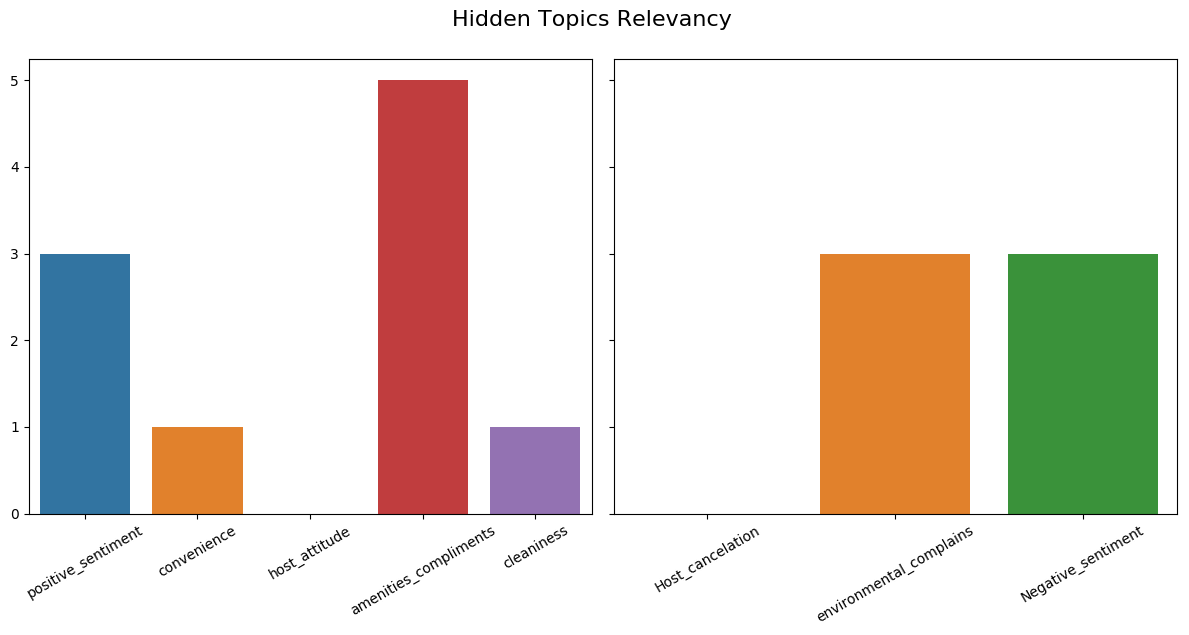 Hidden Topics Relevancy
5
4
3
2
1
0
positive_sentiment
convenience
host_attitude
amenities_compliments
cleaniness
Host_cancelation
environmental_complains
Negative_sentiment